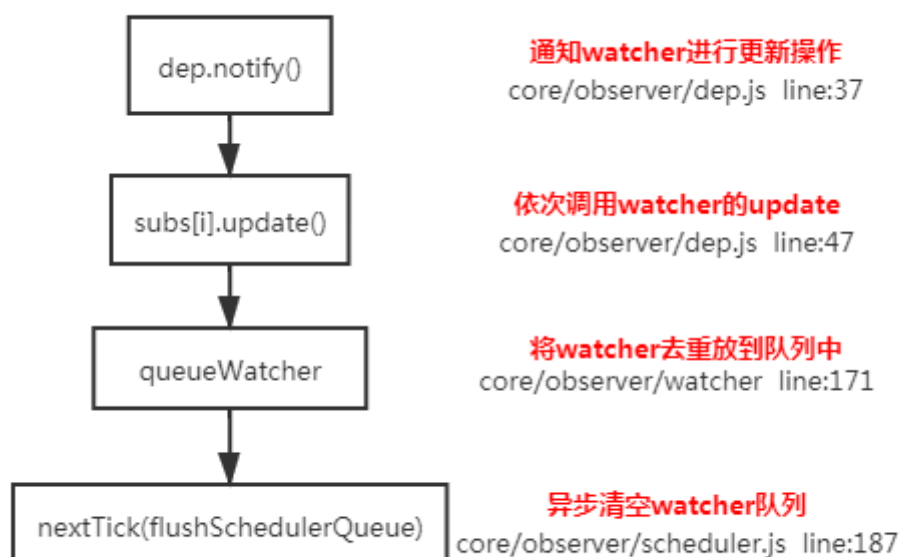 dep.notify()
通知watcher进行更新操作
core/observer/dep.js line:37
subs[i].update()
依次调用watcher的update
core/observer/dep.js line:47
queueWatcher
将watcher去重放到队列中
core/observer/watcher line:171
nextTick(flushSchedulerQueue)
异步清空watcher队列
core/observer/scheduler.js line:187